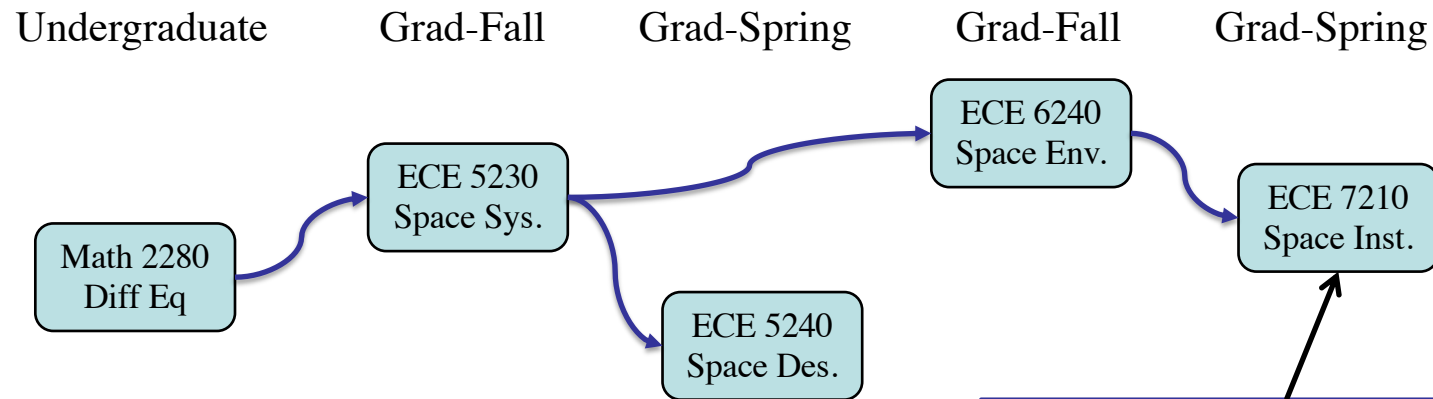 Undergraduate Grad-Fall Grad-Spring Grad-Fall Grad-Spring
Math 2280
Diff Eq
ECE 5230
Space Sys.
ECE 5240
Space Des.
ECE 6240
Space Env.
ECE 7210
Space Inst.